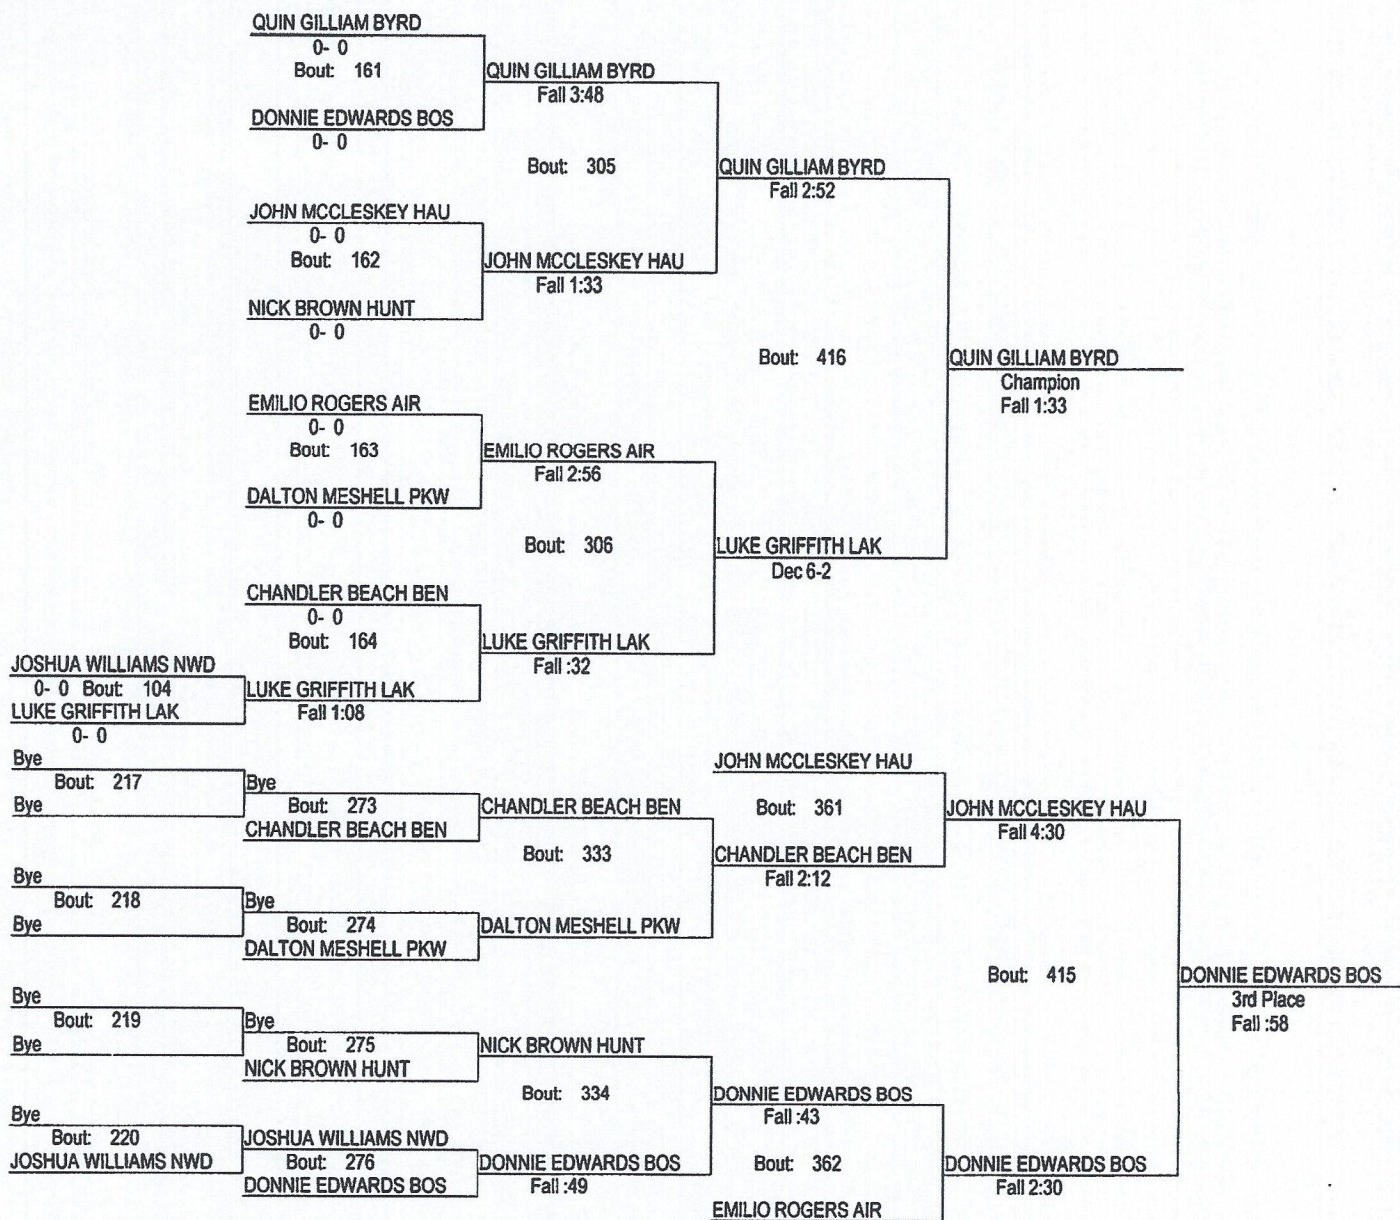 QUIN GILLIAM BYRD
0- 0
Bout: 161
QUIN GILLIAM BYRD
Fall 3:48
DONNIE EDWARDS BOS
0- 0
Bout: 305
QUIN GILLIAM BYRD
Fall 2:52
JOHN MCCLESKEY HAU
0- 0
Bout: 162
JOHN MCCLESKEY HAU
Fall 1:33
NICK BROWN HUNT
0- 0
Bout: 416
QUIN GILLIAM BYRD
Champion
Fall 1:33
EMILIO ROGERS AIR
0- 0
Bout: 163
EMILIO ROGERS AIR
Fall 2:56
DALTON MESHELL PKW
0- 0
Bout: 306
LUKE GRIFFITH LAK
Dec 6-2
CHANDLER BEACH BEN
0- 0
Bout: 164
LUKE GRIFFITH LAK
Fall :32
JOSHUA WILLIAMS NWD
0- 0 Bout: 104
LUKE GRIFFITH LAK
Fall 1:08
LUKE GRIFFITH LAK
0- 0
Bye
Bout: 217
Bye
Bye
Bout: 273
CHANDLER BEACH BEN
CHANDLER BEACH BEN
JOHN MCCLESKEY HAU
Bout: 361
JOHN MCCLESKEY HAU
Fall 4:30
Bout: 333
CHANDLER BEACH BEN
Fall 2:12
Bye
Bout: 218
Bye
Bye
Bout: 274
DALTON MESHELL PKW
DALTON MESHELL PKW
Bout: 415
DONNIE EDWARDS BOS
3rd Place
Fall :58
Bye
Bout: 219
Bye
Bye
Bout: 275
NICK BROWN HUNT
NICK BROWN HUNT
Bout: 334
DONNIE EDWARDS BOS
Fall :43
Bye
Bout: 220
JOSHUA WILLIAMS NWD
JOSHUA WILLIAMS NWD
Bout: 276
DONNIE EDWARDS BOS
DONNIE EDWARDS BOS
Fall :49
Bout: 362
DONNIE EDWARDS BOS
Fall 2:30
EMILIO ROGERS AIR